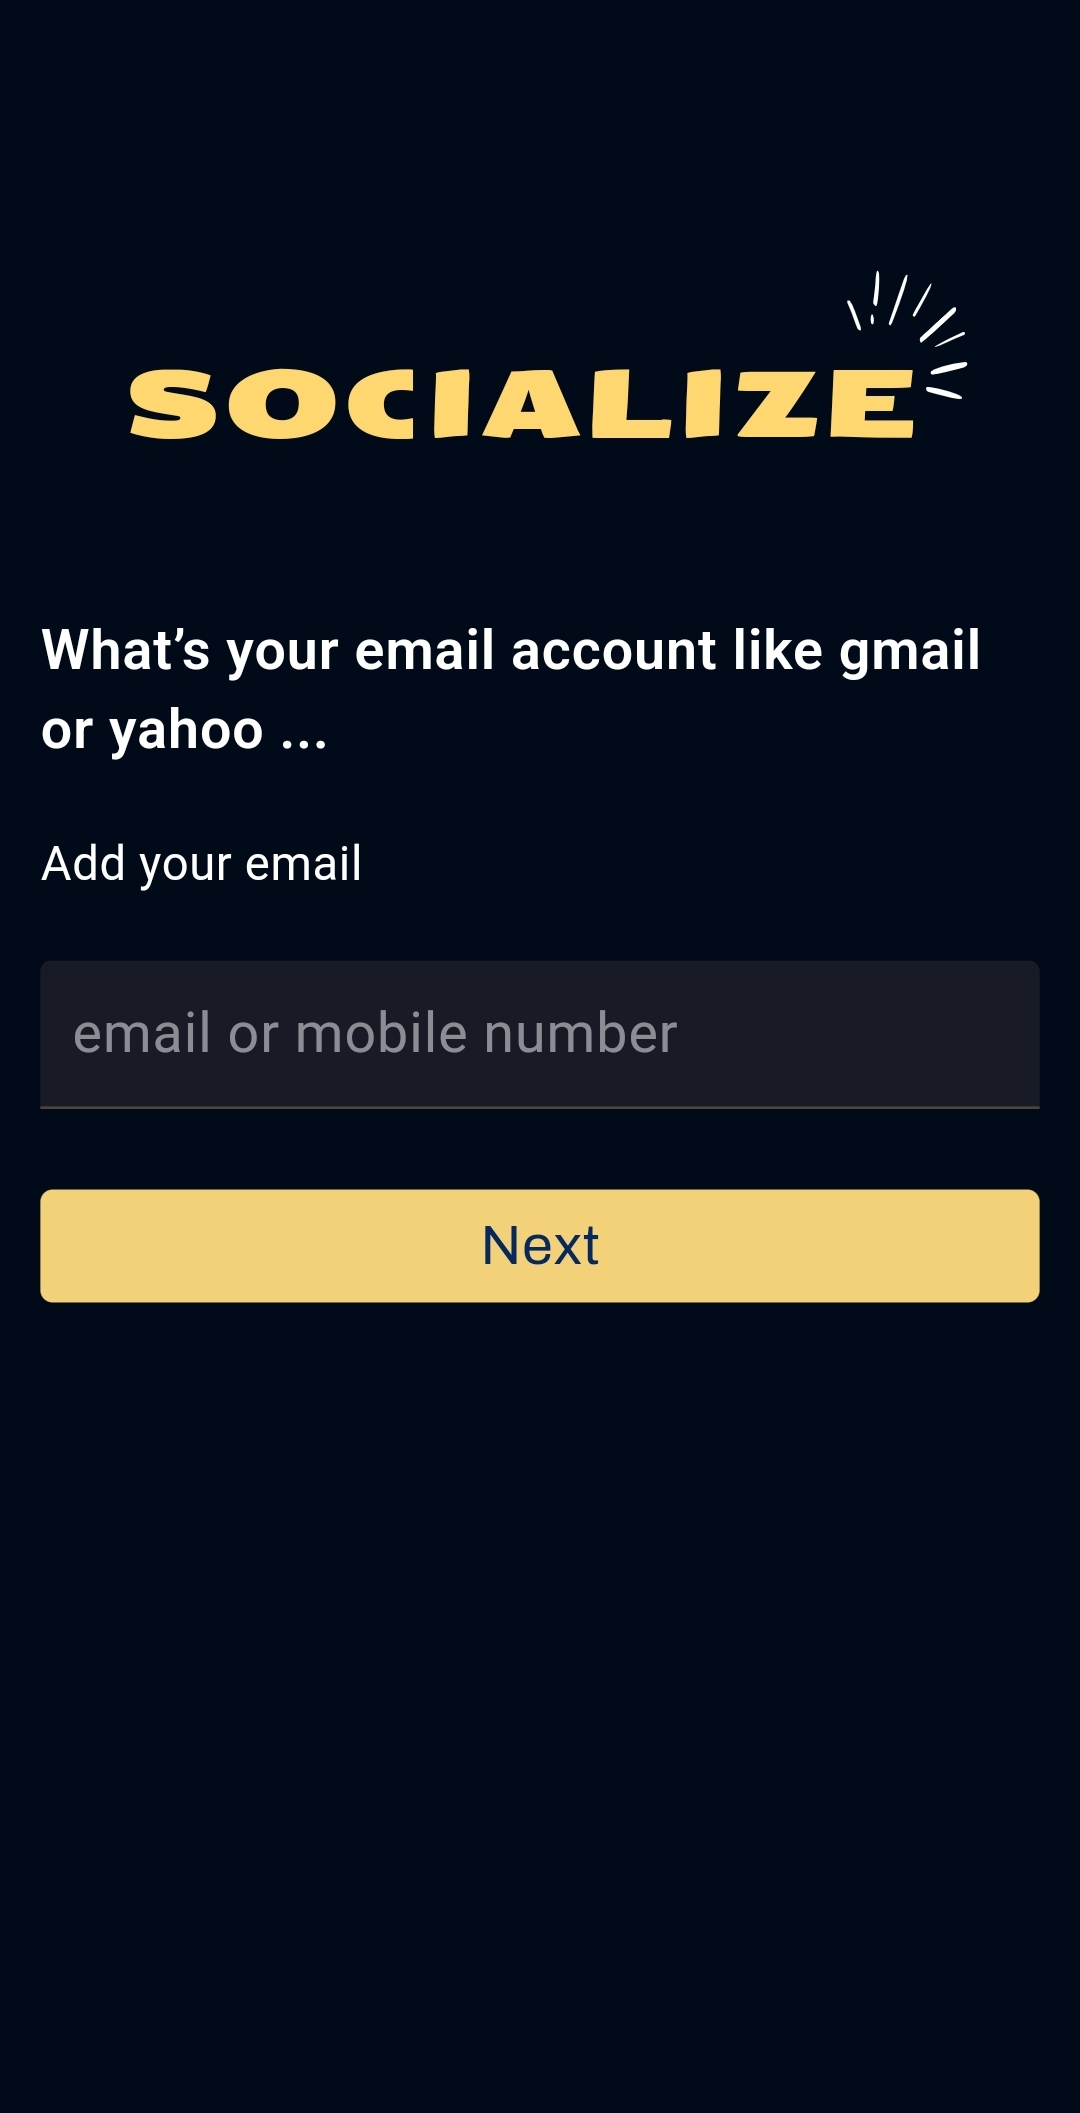 SOCIALIZE
What’s your email account like gmail
or yahoo ...
Add your email
email or mobile number
Next